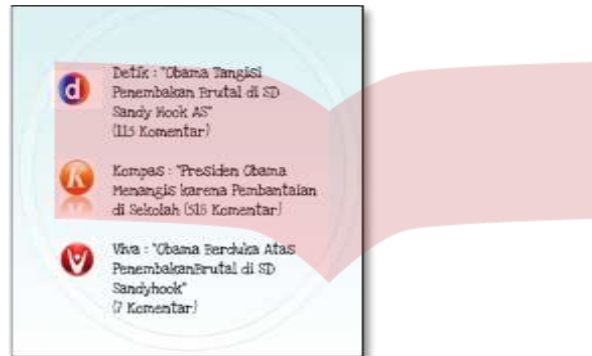 Detik : "Obama Tangisi
Penembakan Brutal di SD
Sandy Hook AS"
(115 Komentar)
Kompas : "Presiden Obama
Menangis karena Pembantaian
di Sekolah (515 Komentar)
Viva : "Obama Berduka Atas
PenembakanBrutal di SD
Sandyhook"
(7 Komentar)